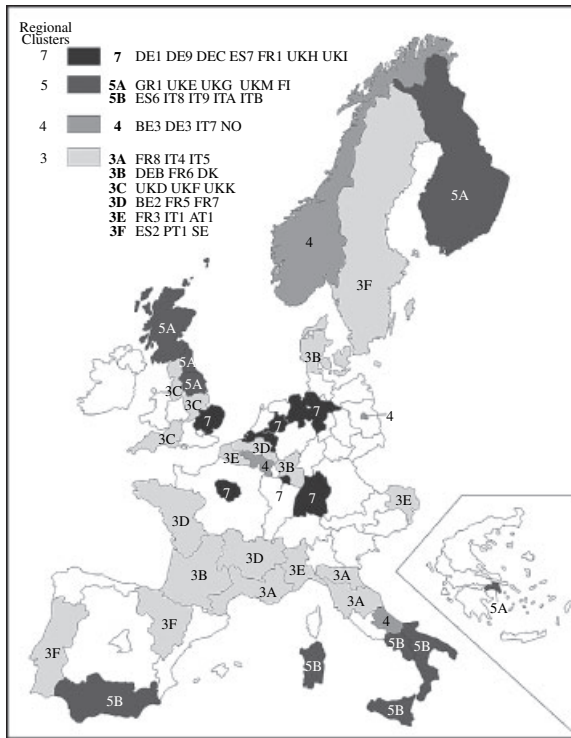 Regional
Clusters
7 7 DE1 DE9 DEC ES7 FR1 UKH UKI
5 5A GR1 UKE UKG UKM FI
5B ES6 IT8 IT9 ITA ITB
4 4 BE3 DE3 IT7 NO
3 3A FR8 IT4 IT5
3B DEB FR6 DK
3C UKD UKF UKK
3D BE2 FR5 FR7
3E FR3 IT1 AT1
3F ES2 PT1 SE
5A
4
3F
5A
5A
3B
3C
5A
3C
7
7
7
4
3C
3D
3E
4
3B
7
7
7
3E
3D
3D
3B
3E
3A
3A
3A
3F
3F
4
5B
5B
5B
5B
5B
5A